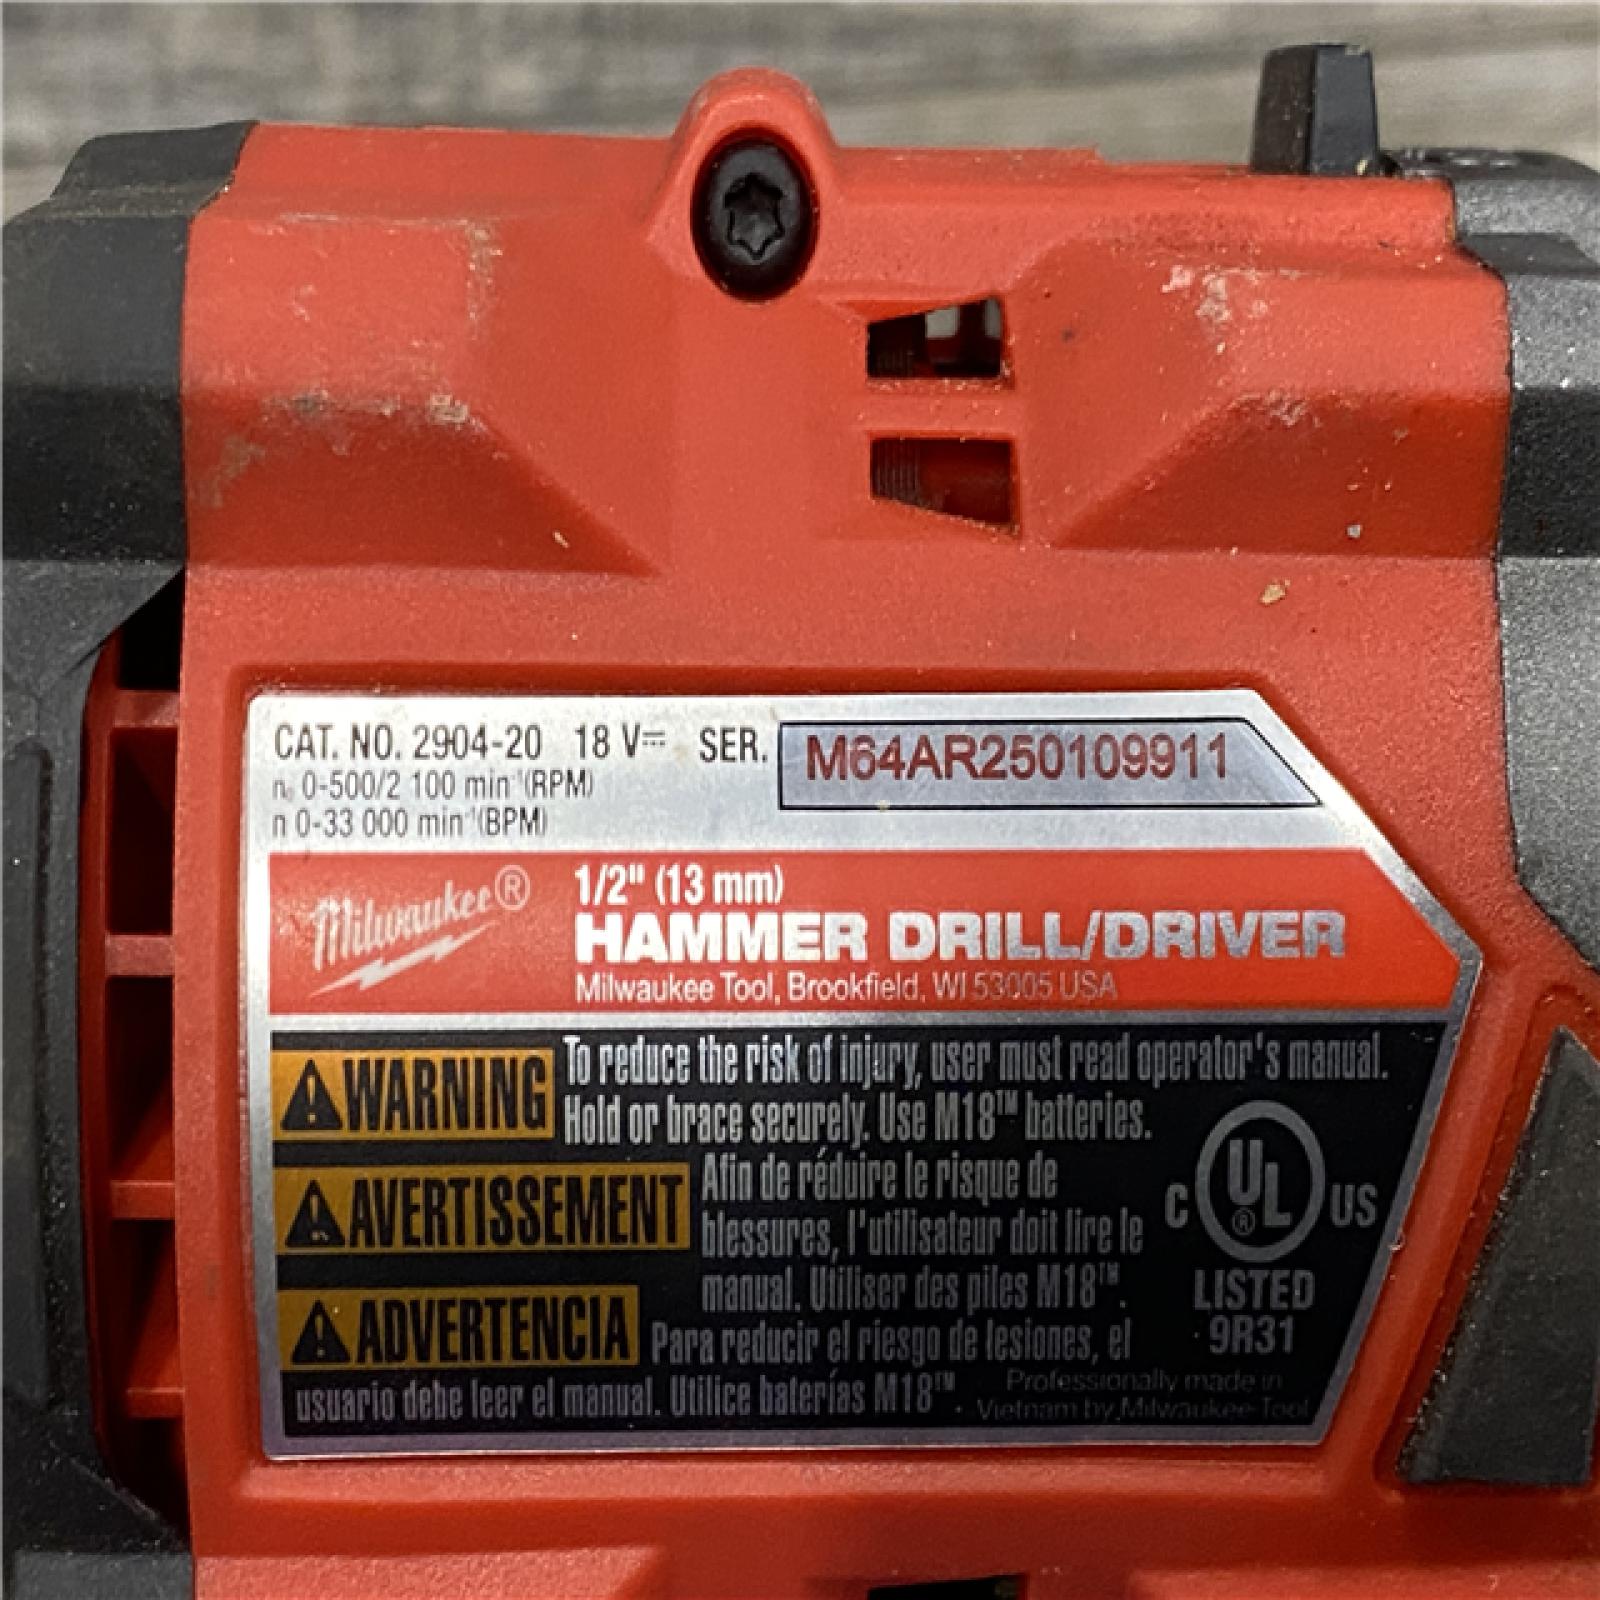 CAT. NO. 2904-20 18 V⎓ SER. M64AR250109911
n₀ 0-500/2 100 min⁻¹(RPM)
n 0-33 000 min⁻¹(BPM)
Milwaukee®
1/2" (13 mm)
HAMMER DRILL/DRIVER
Milwaukee Tool, Brookfield, WI 53005 USA
⚠WARNING To reduce the risk of injury, user must read operator's manual.
Hold or brace securely. Use M18™ batteries.
⚠AVERTISSEMENT Afin de réduire le risque de
blessures, l'utilisateur doit lire le
manual. Utiliser des piles M18™.
⚠ADVERTENCIA Para reducir el riesgo de lesiones, el
usuario debe leer el manual. Utilice baterías M18™.
C UL® US
LISTED
9R31
Professionally made in
Vietnam by Milwaukee Tool